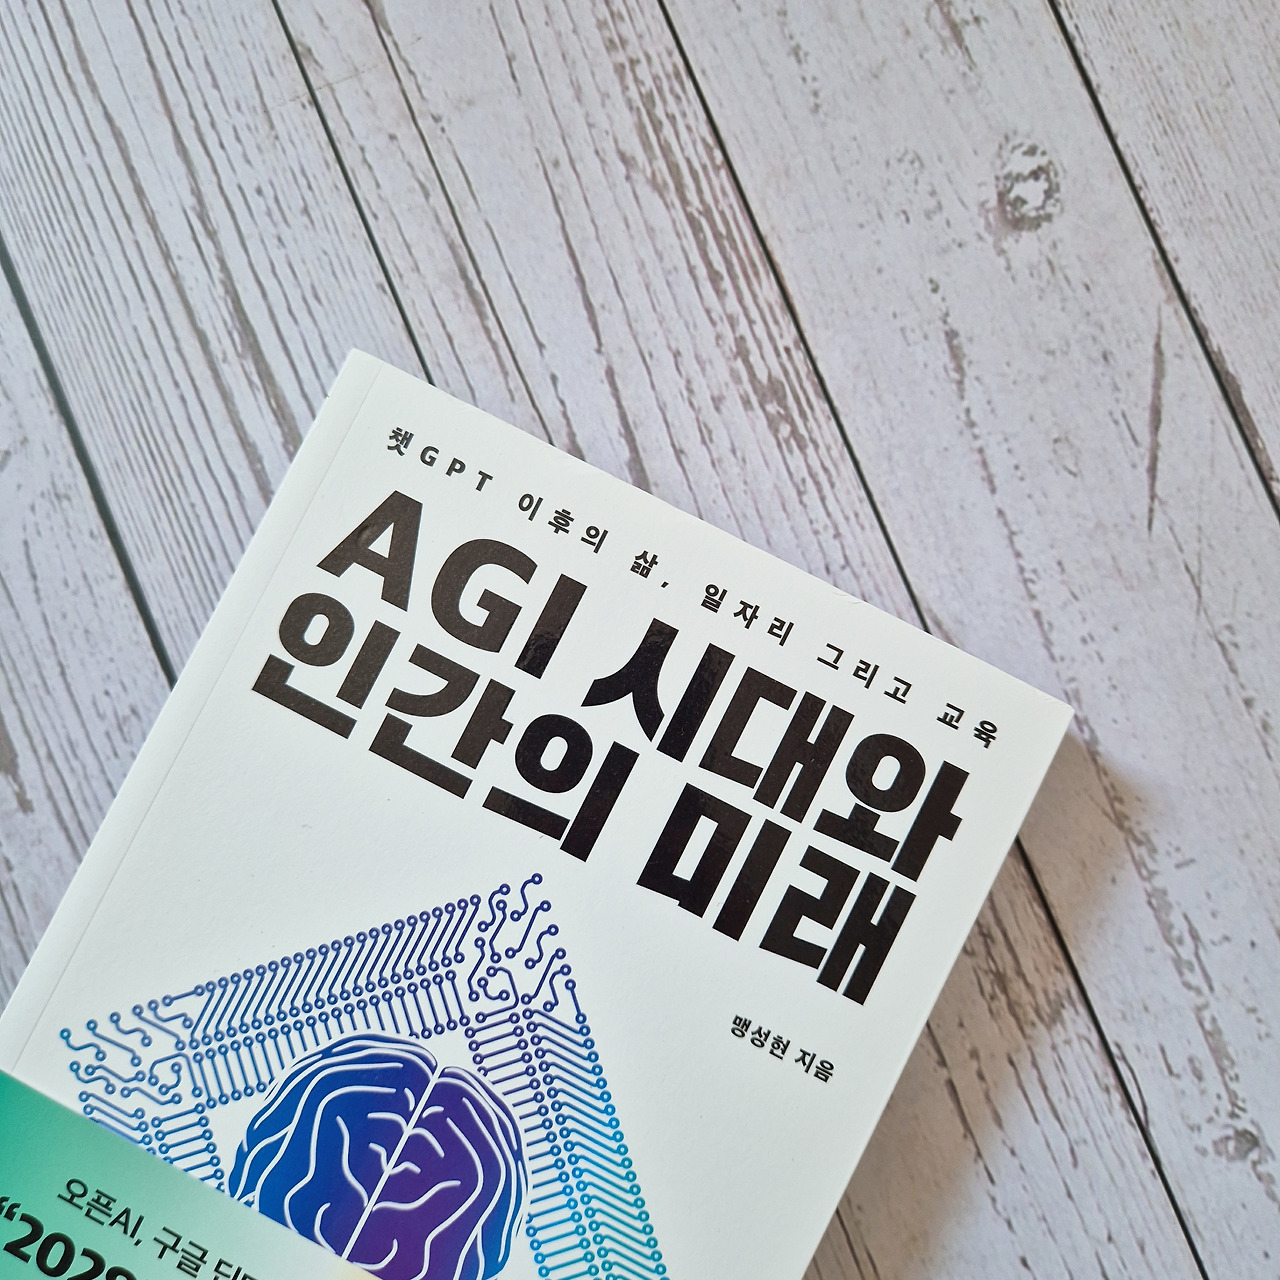 챗GPT 이후의 삶, 일자리 그리고 교육
AGI 시대와
인간의 미래
맹성현 지음
오픈AI, 구글